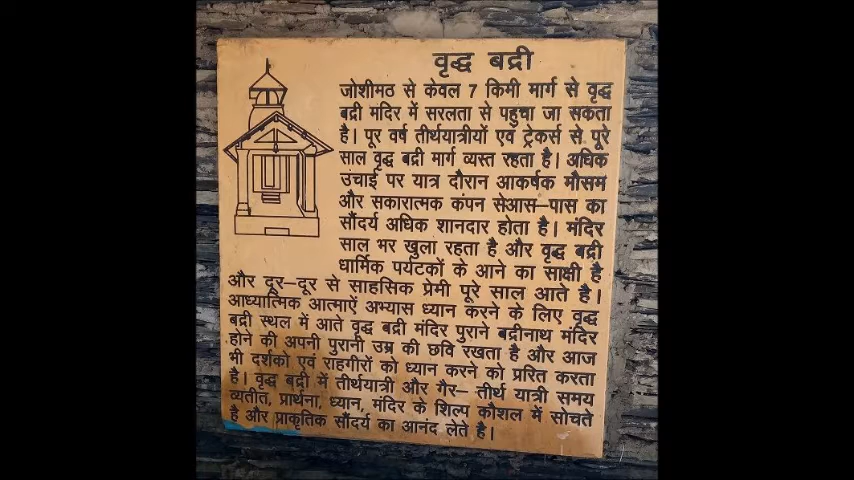 वृद्ध बद्री
जोशीमठ से केवल 7 किमी मार्ग से वृद्ध
बद्री मदिर में सरलता से पहुचा जा सकता
है। पूर वर्ष तीर्थयात्रीयों एवं ट्रेकर्स से पूरे
साल वृद्ध बद्री मार्ग व्यस्त रहता है। अधिक
उंचाई पर यात्र दौरान आकर्षक मौसम
और सकारात्मक कंपन सेआस–पास का
सौंदर्य अधिक शानदार होता है। मंदिर
साल भर खुला रहता है और वृद्ध बद्री
धार्मिक पर्यटकों के आने का साक्षी है
और दूर–दूर से साहसिक प्रेमी पूरे साल आते है।
आध्यात्मिक आत्माऐं अभ्यास ध्यान करने के लिए वृद्ध
बद्री स्थल में आते वृद्ध बद्री मंदिर पुराने बद्रीनाथ मंदिर
होने की अपनी पुरानी उम्र की छवि रखता है और आज
भी दर्शको एवं राहगीरों को ध्यान करने को प्ररित करता
है। वृद्ध बद्री में तीर्थयात्री और गैर– तीर्थ यात्री समय
व्यतीत, प्रार्थना, ध्यान, मंदिर के शिल्प कौशल में सोचते
है और प्राकृतिक सौंदर्य का आनंद लेते है।